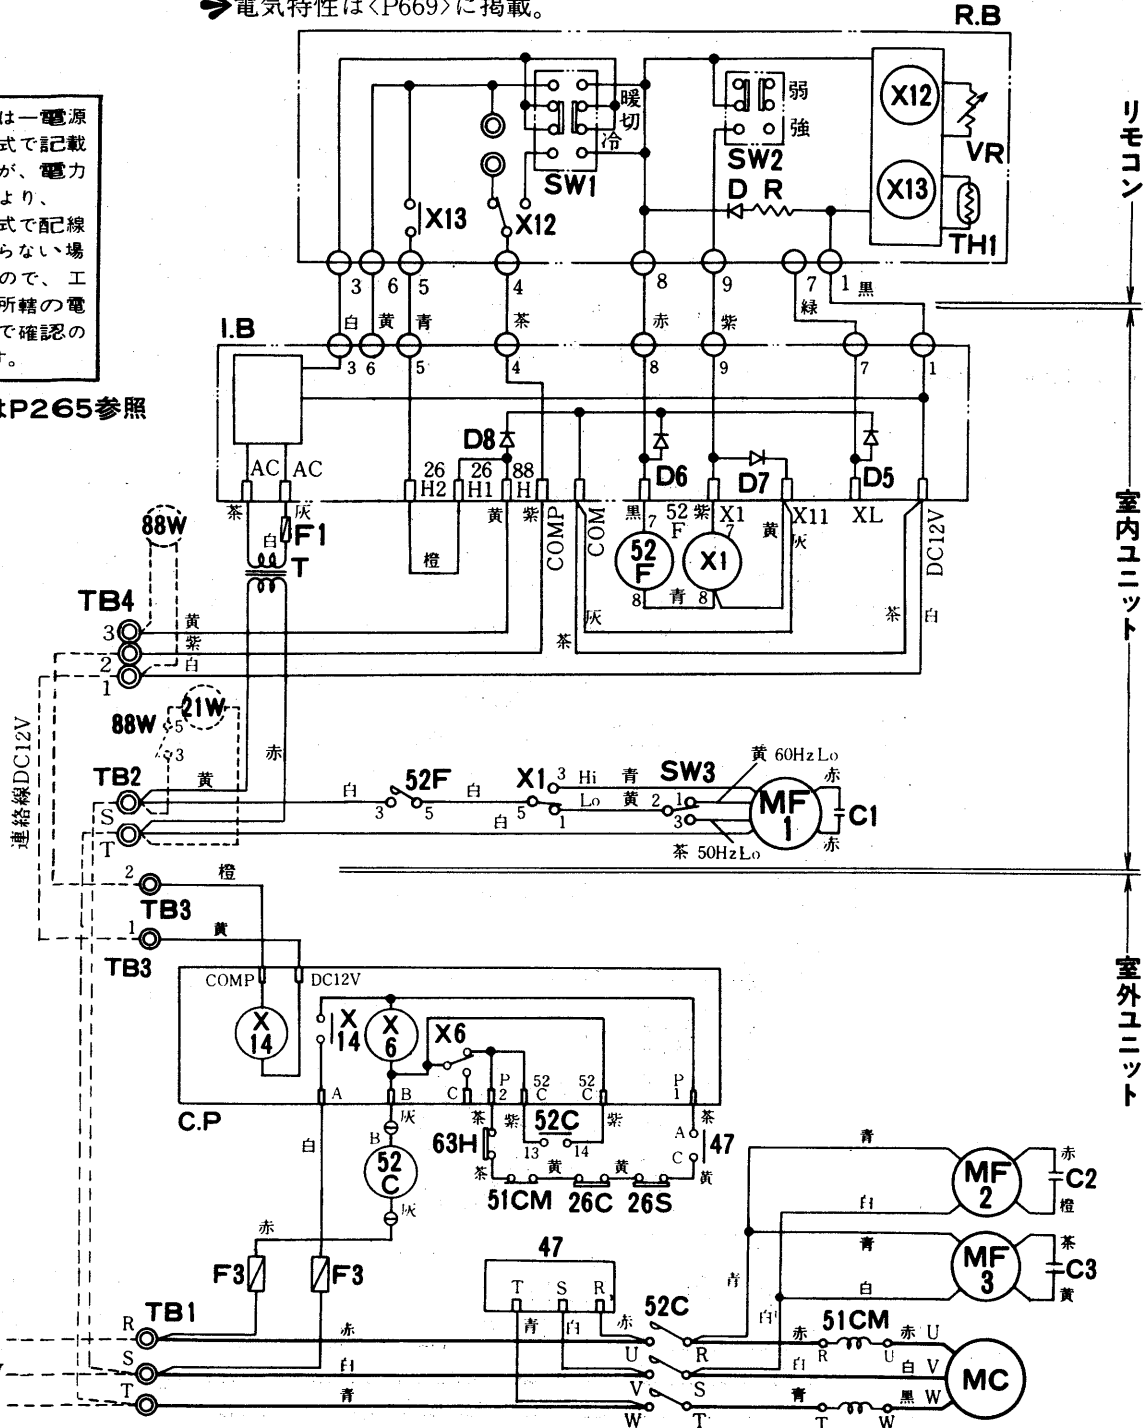 電気特性は〈P669〉に掲載。
R.B
は一電源
式で記載
が、電力
より、
式で配線
らない場
ので、工
所轄の電
で確認の
す。
はP265参照
暖
切
冷
SW1
弱
強
SW2
X12
VR
X13
TH1
D R
X13
X12
リモコン
3 6 5 4 8 9 7 1
白 黄 青 茶 赤 紫 緑 黒
I.B
3 6 5 4 8 9 7 1
D8
D6
D7
D5
AC AC
26 H2
26 H1
88 H
COMP
COM
52 F
X1
X11
XL
DC12V
茶 灰 黄 紫 黒 7 紫 7 黄 灰
88W
白
F1
T
橙
52 F
X1
8 青 8
室内ユニット
TB4
3 黄
2 紫
1 白
灰
茶
茶 白
88W 5
21W
3
連絡線DC12V
赤
TB2
黄
S
T
白
52F
3 5
白
白
X1
3 Hi 青
5
Lo 黄
1
SW3
2 1
3
黄 60HzLo
茶 50HzLo
MF 1
赤
C1
赤
2 橙
TB3
1 黄
TB3
室外ユニット
COMP
DC12V
X 14
X 14
X 6
X6
A B C
P 2
52 C
52 C
P 1
C.P
白
灰
B
52 C
灰
茶 紫 52C 紫 茶
63H
13 14
A
47
C
茶 黄 黄 黄
51CM 26C 26S
赤
F3 F3
47
T S R
青 白 赤
52C
青
白
青
MF 2
赤
C2
橙
白
青
MF 3
茶
C3
黄
白
TB1
R 赤
S 白
T 青
U R
V S
W T
51CM
赤 R U 赤 U
白 白 V
青 T W 黒 W
MC